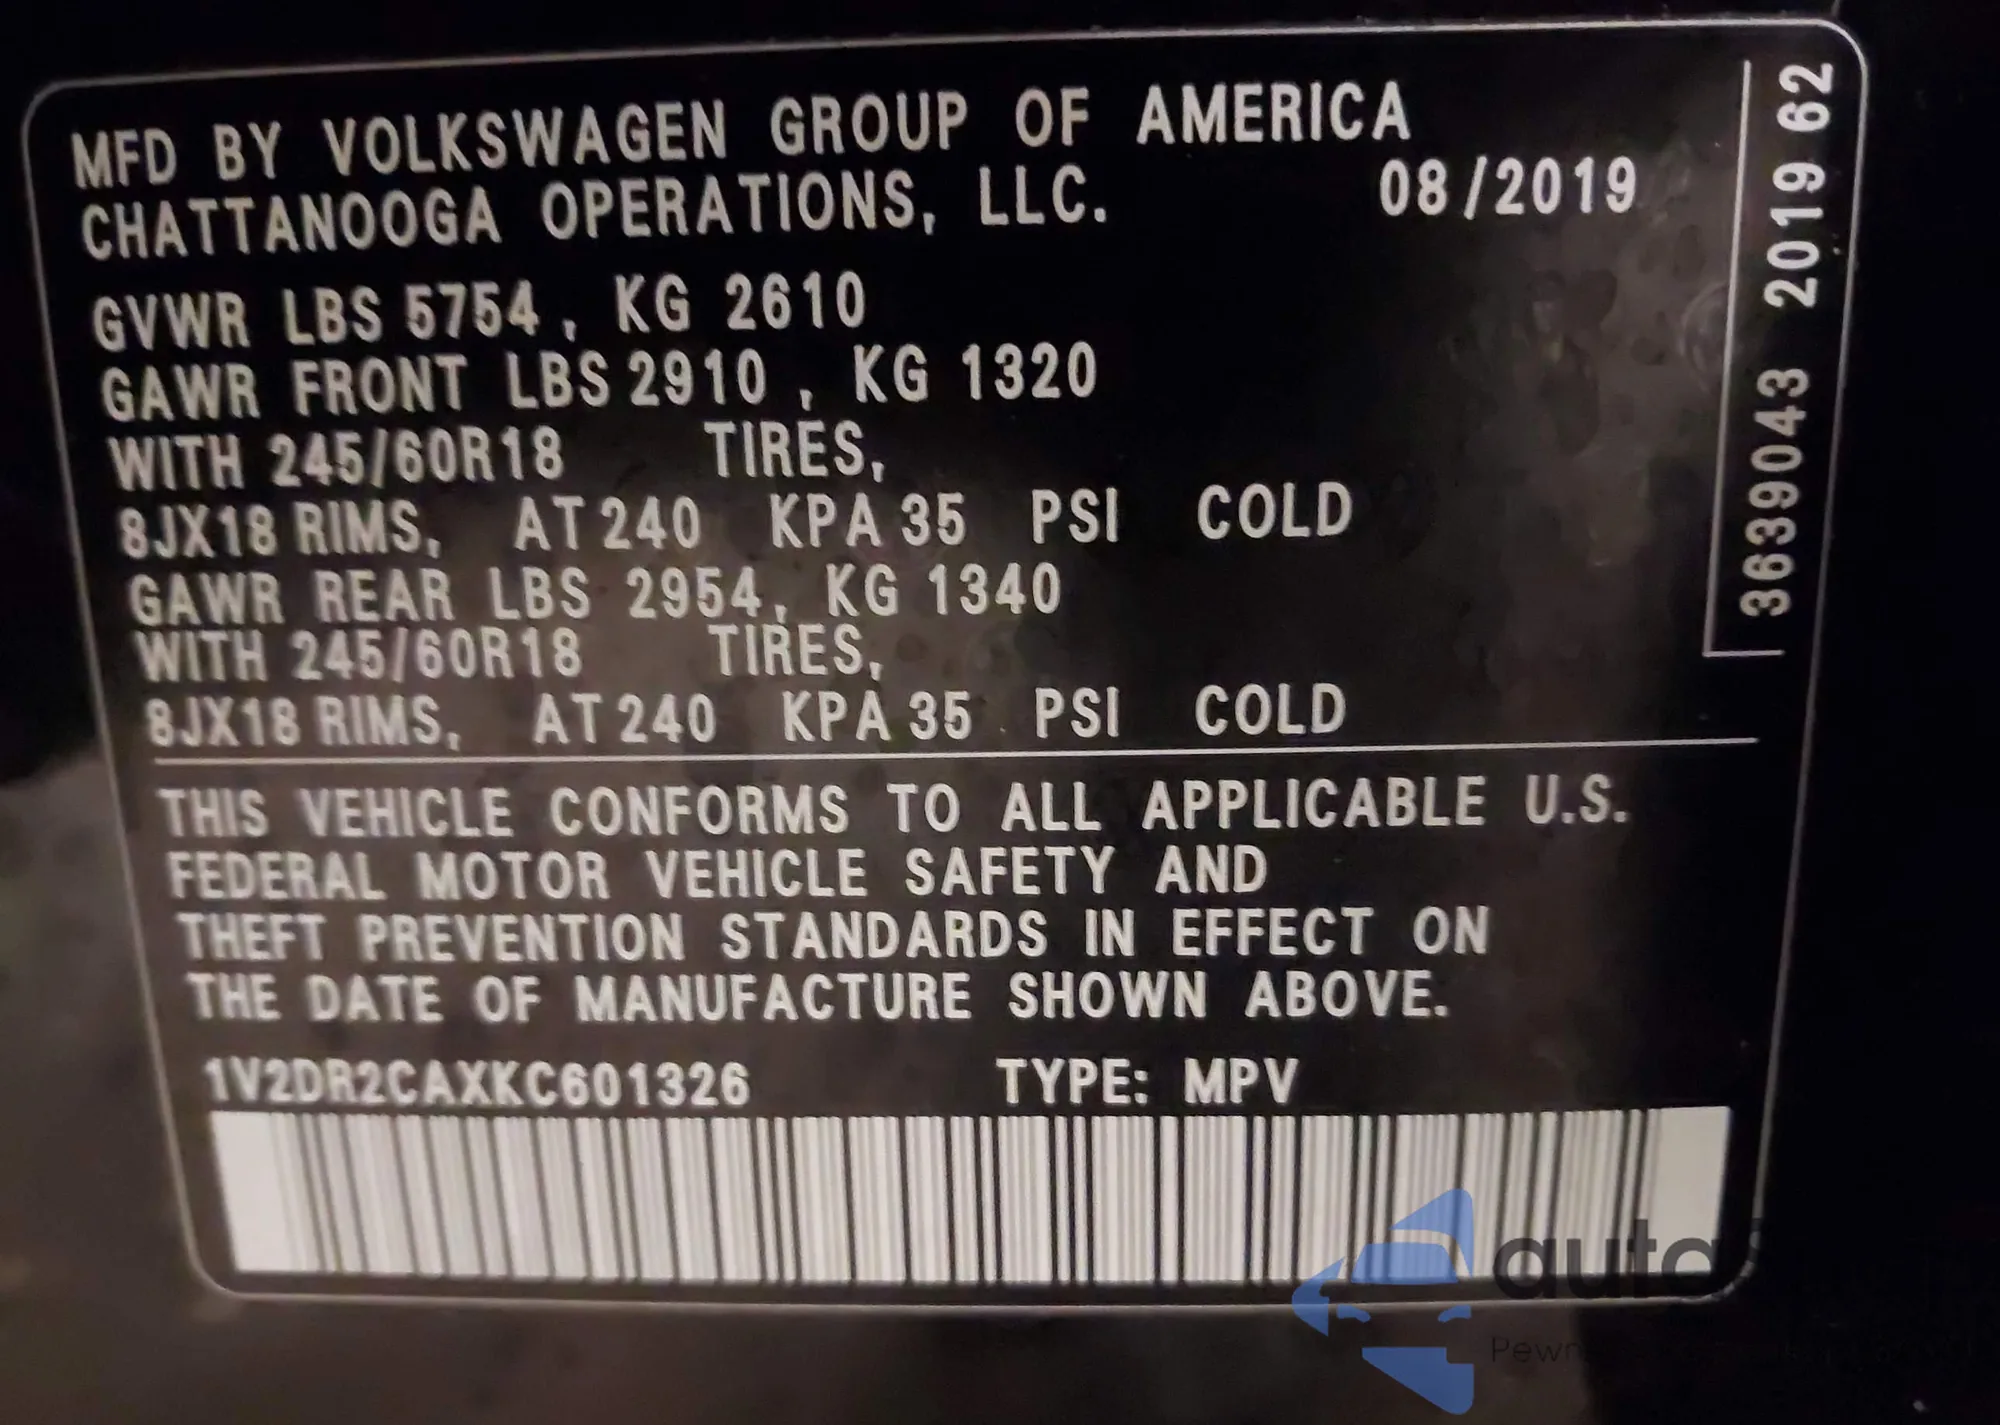 MFD BY VOLKSWAGEN GROUP OF AMERICA
CHATTANOOGA OPERATIONS, LLC. 08/2019
GVWR LBS 5754, KG 2610
GAWR FRONT LBS 2910, KG 1320
WITH 245/60R18 TIRES,
8JX18 RIMS, AT 240 KPA 35 PSI COLD
GAWR REAR LBS 2954, KG 1340
WITH 245/60R18 TIRES,
8JX18 RIMS, AT 240 KPA 35 PSI COLD
THIS VEHICLE CONFORMS TO ALL APPLICABLE U.S.
FEDERAL MOTOR VEHICLE SAFETY AND
THEFT PREVENTION STANDARDS IN EFFECT ON
THE DATE OF MANUFACTURE SHOWN ABOVE.
1V2DR2CAXKC601326 TYPE: MPV
3639043 2019 62
auto